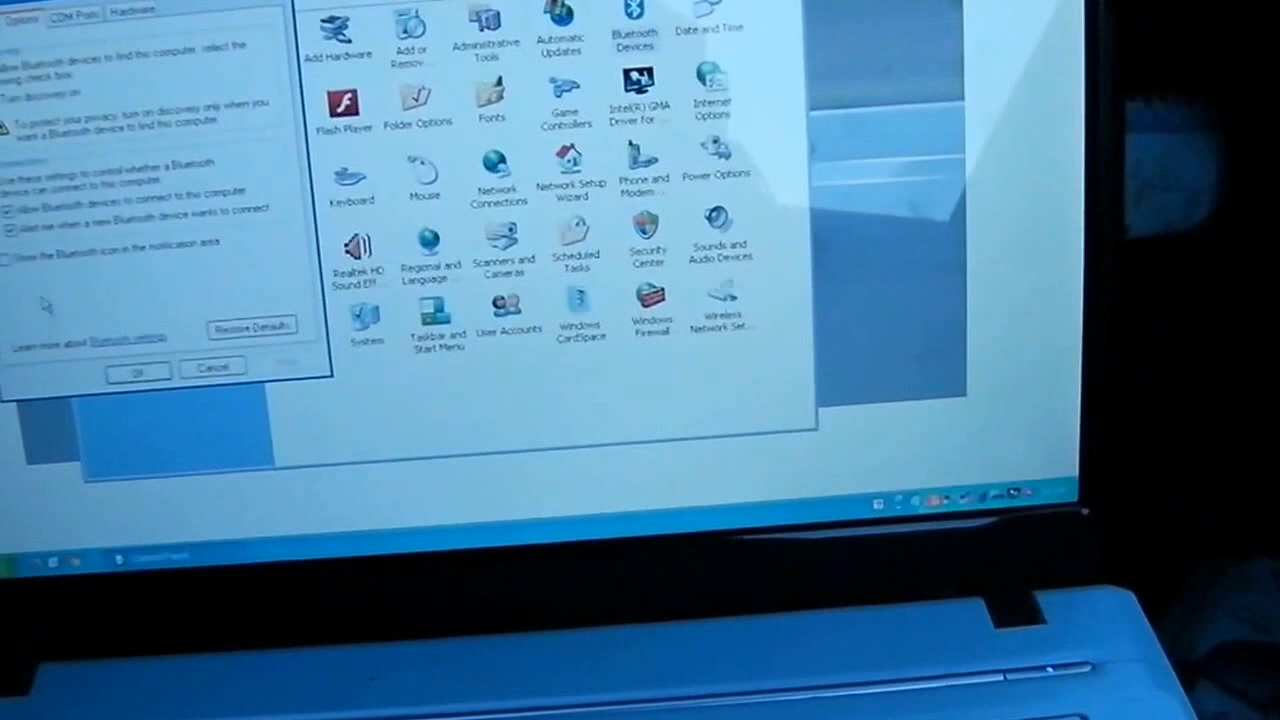 Options COM Ports Hardware
Allow Bluetooth devices to find this computer, select the
following check box.
Turn discovery on
To protect your privacy, turn on discovery only when you
want a Bluetooth device to find this computer.
Use these settings to control whether a Bluetooth
device can connect to this computer.
Allow Bluetooth devices to connect to this computer
Alert me when a new Bluetooth device wants to connect
Show the Bluetooth icon in the notification area
Learn more about Bluetooth settings.
Restore Defaults
OK Cancel
Add Hardware
Add or
Remov...
Administrative
Tools
Automatic
Updates
Bluetooth
Devices
Date and Time
Flash Player
Folder Options
Fonts
Game
Controllers
Intel(R) GMA
Driver for ...
Internet
Options
Keyboard
Mouse
Network
Connections
Network Setup
Wizard
Phone and
Modem ...
Power Options
Realtek HD
Sound Eff...
Regional and
Language ...
Scanners and
Cameras
Scheduled
Tasks
Security
Center
Sounds and
Audio Devices
System
Taskbar and
Start Menu
User Accounts
Windows
CardSpace
Windows
Firewall
Wireless
Network Set...
Control Panel